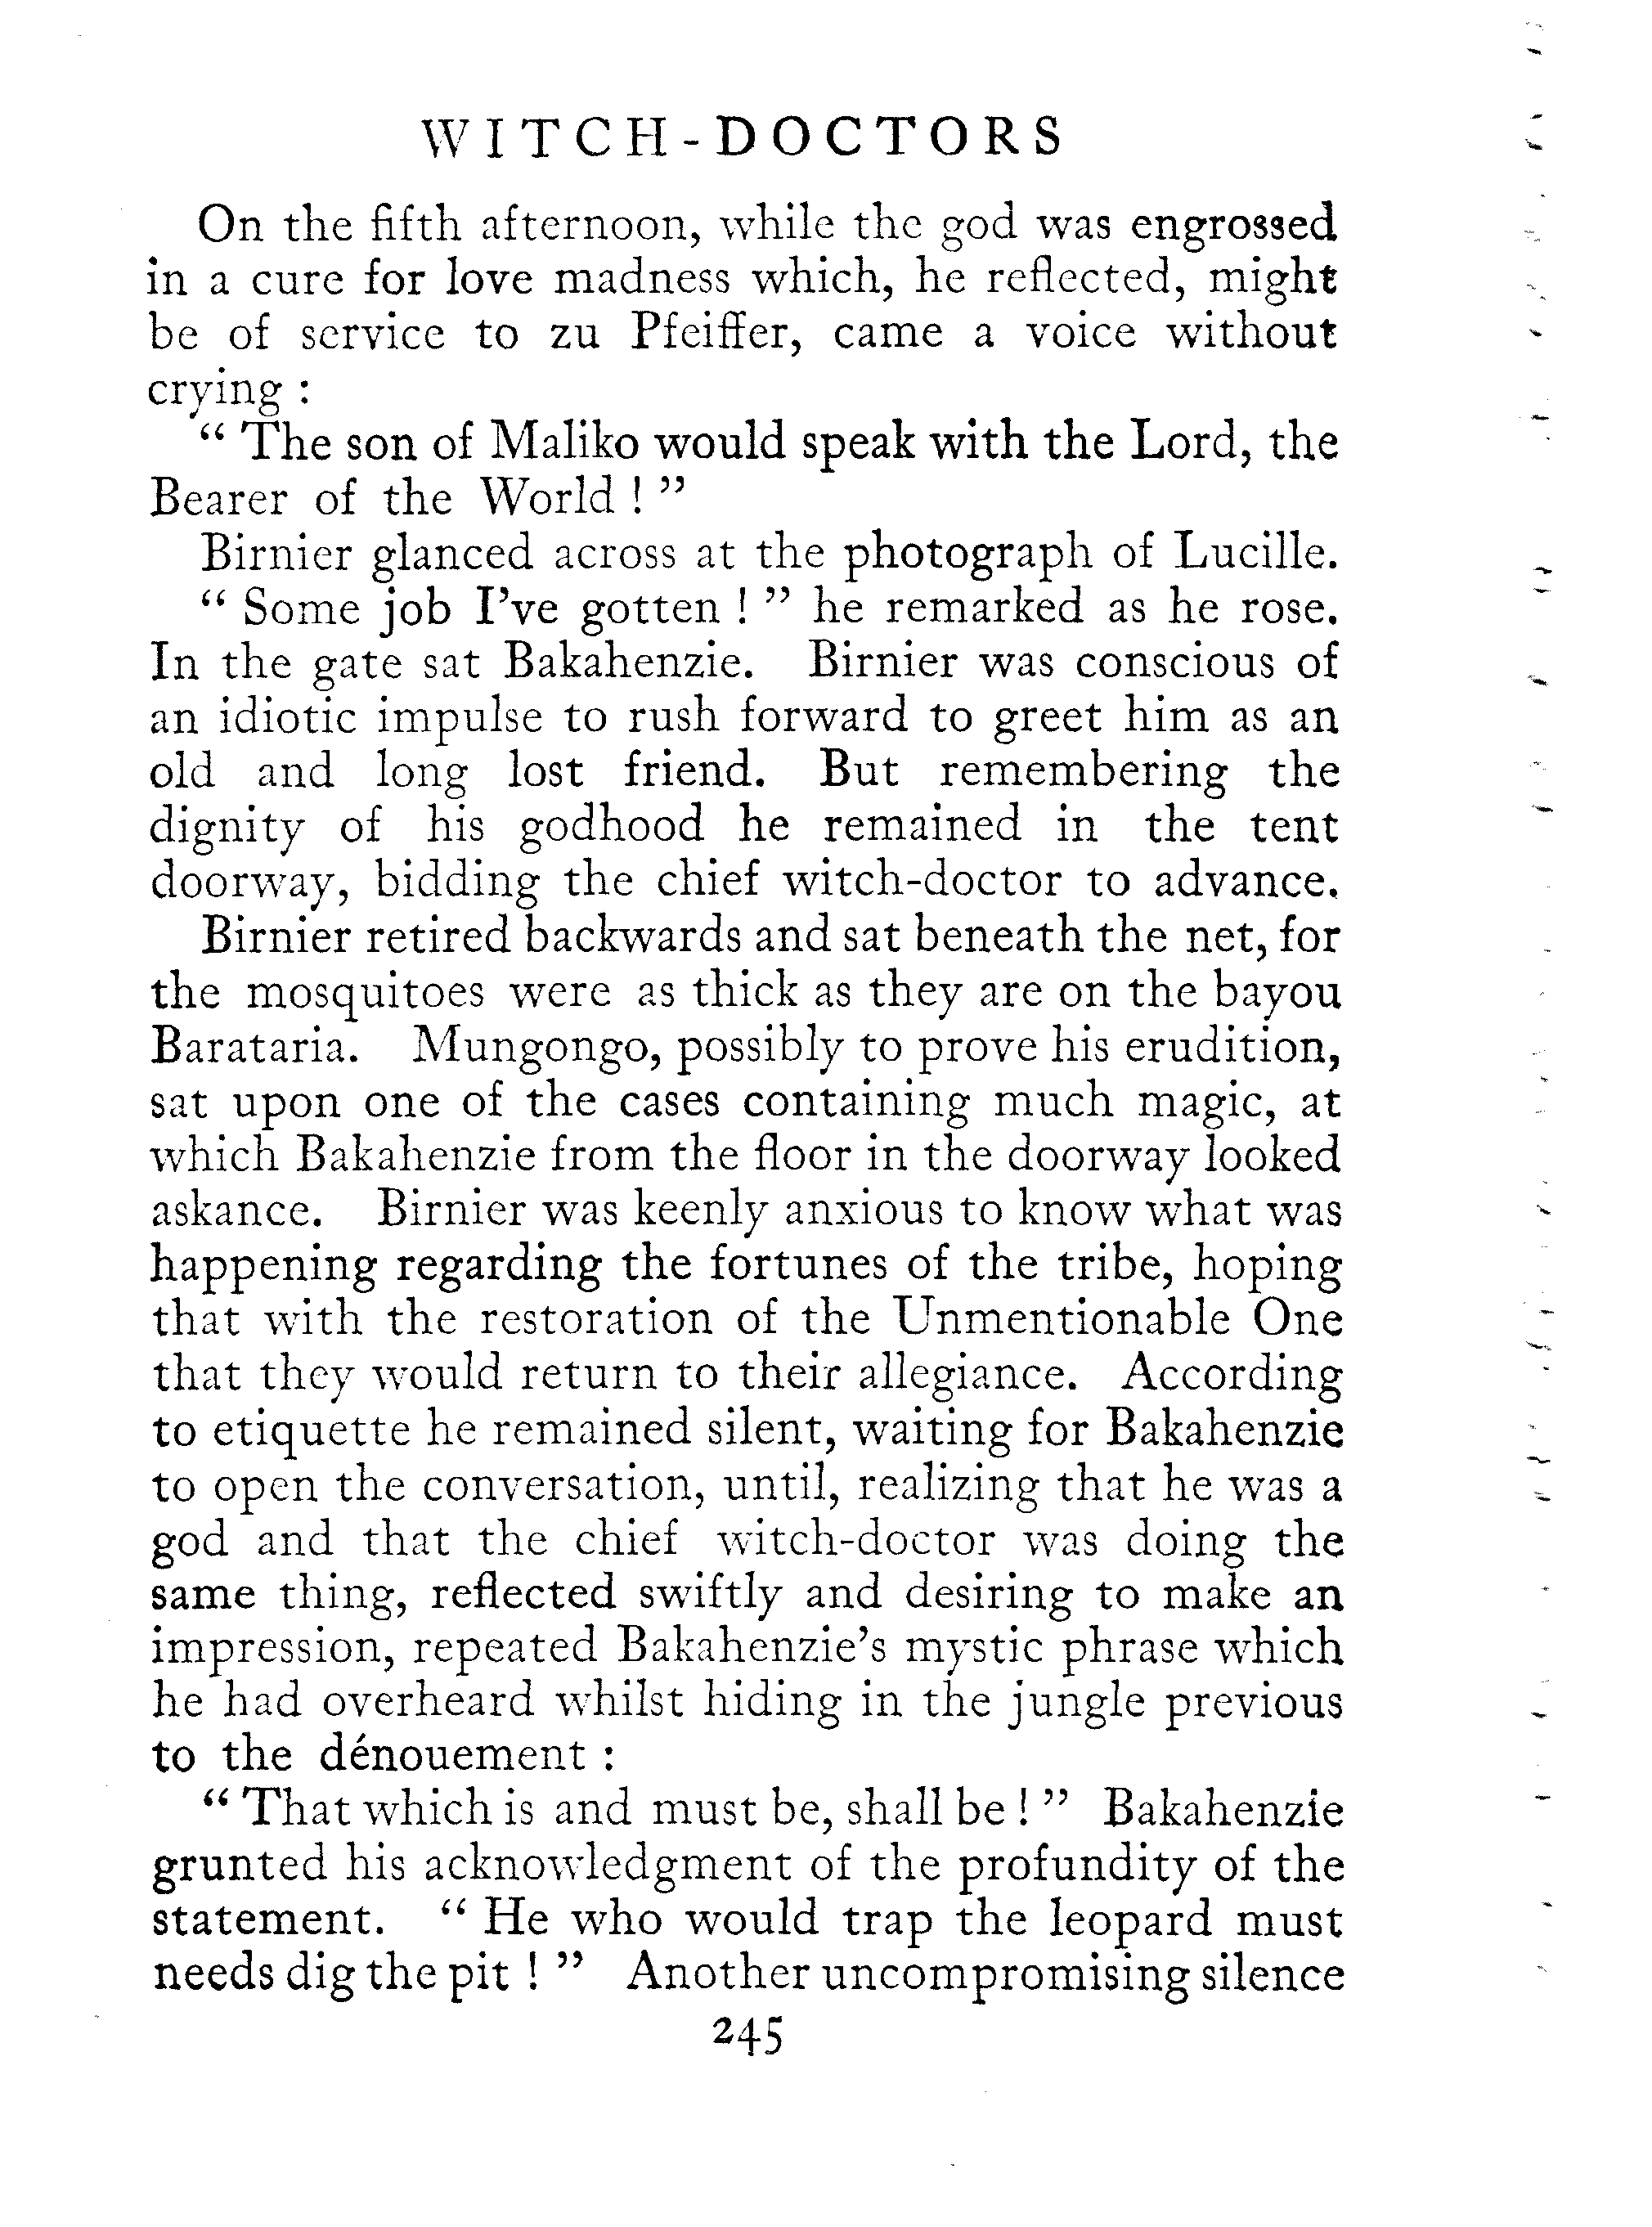 WITCH-DOCTORS
On the fifth afternoon, while the god was engrossed
in a cure for love madness which, he reflected, might
be of service to zu Pfeiffer, came a voice without
crying :
“ The son of Maliko would speak with the Lord, the
Bearer of the World ! ”
Birnier glanced across at the photograph of Lucille.
“ Some job I’ve gotten ! ” he remarked as he rose.
In the gate sat Bakahenzie. Birnier was conscious of
an idiotic impulse to rush forward to greet him as an
old and long lost friend. But remembering the
dignity of his godhood he remained in the tent
doorway, bidding the chief witch-doctor to advance.
Birnier retired backwards and sat beneath the net, for
the mosquitoes were as thick as they are on the bayou
Barataria. Mungongo, possibly to prove his erudition,
sat upon one of the cases containing much magic, at
which Bakahenzie from the floor in the doorway looked
askance. Birnier was keenly anxious to know what was
happening regarding the fortunes of the tribe, hoping
that with the restoration of the Unmentionable One
that they would return to their allegiance. According
to etiquette he remained silent, waiting for Bakahenzie
to open the conversation, until, realizing that he was a
god and that the chief witch-doctor was doing the
same thing, reflected swiftly and desiring to make an
impression, repeated Bakahenzie’s mystic phrase which
he had overheard whilst hiding in the jungle previous
to the dénouement :
“ That which is and must be, shall be ! ” Bakahenzie
grunted his acknowledgment of the profundity of the
statement. “ He who would trap the leopard must
needs dig the pit ! ” Another uncompromising silence
245